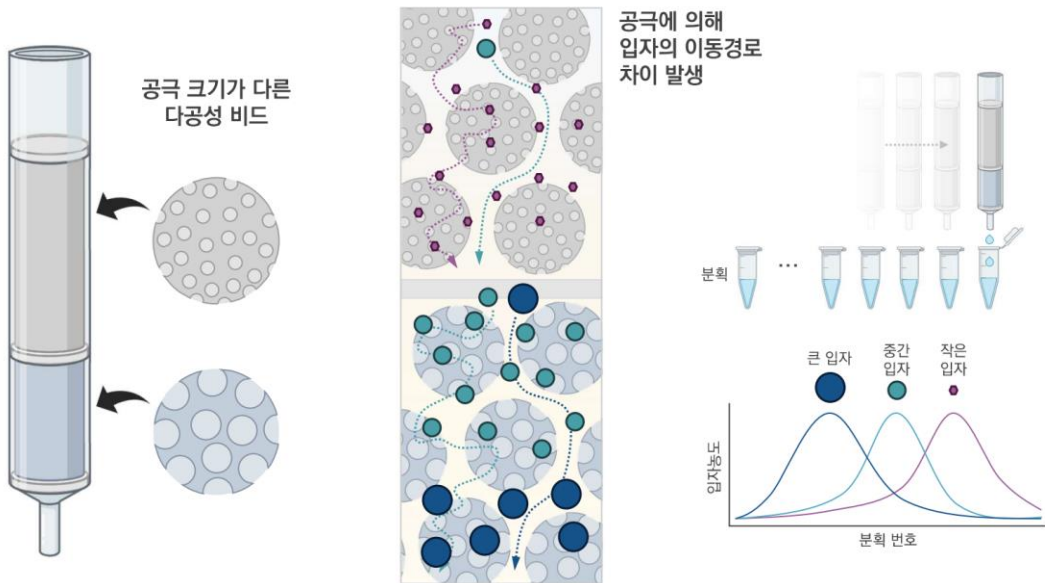 공극 크기가 다른
다공성 비드
공극에 의해
입자의 이동경로
차이 발생
분획
...
큰 입자
중간
입자
작은
입자
입자농도
분획 번호